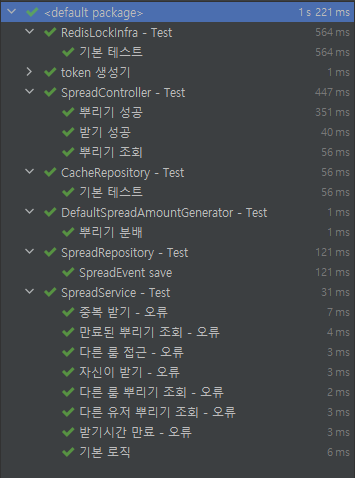 <default package> 1 s 221 ms
RedisLockInfra - Test 564 ms
기본 테스트 564 ms
token 생성기 1 ms
SpreadController - Test 447 ms
뿌리기 성공 351 ms
받기 성공 40 ms
뿌리기 조회 56 ms
CacheRepository - Test 56 ms
기본 테스트 56 ms
DefaultSpreadAmountGenerator - Test 1 ms
뿌리기 분배 1 ms
SpreadRepository - Test 121 ms
SpreadEvent save 121 ms
SpreadService - Test 31 ms
중복 받기 - 오류 7 ms
만료된 뿌리기 조회 - 오류 4 ms
다른 룸 접근 - 오류 3 ms
자신이 받기 - 오류 3 ms
다른 룸 뿌리기 조회 - 오류 2 ms
다른 유저 뿌리기 조회 - 오류 3 ms
받기시간 만료 - 오류 3 ms
기본 로직 6 ms